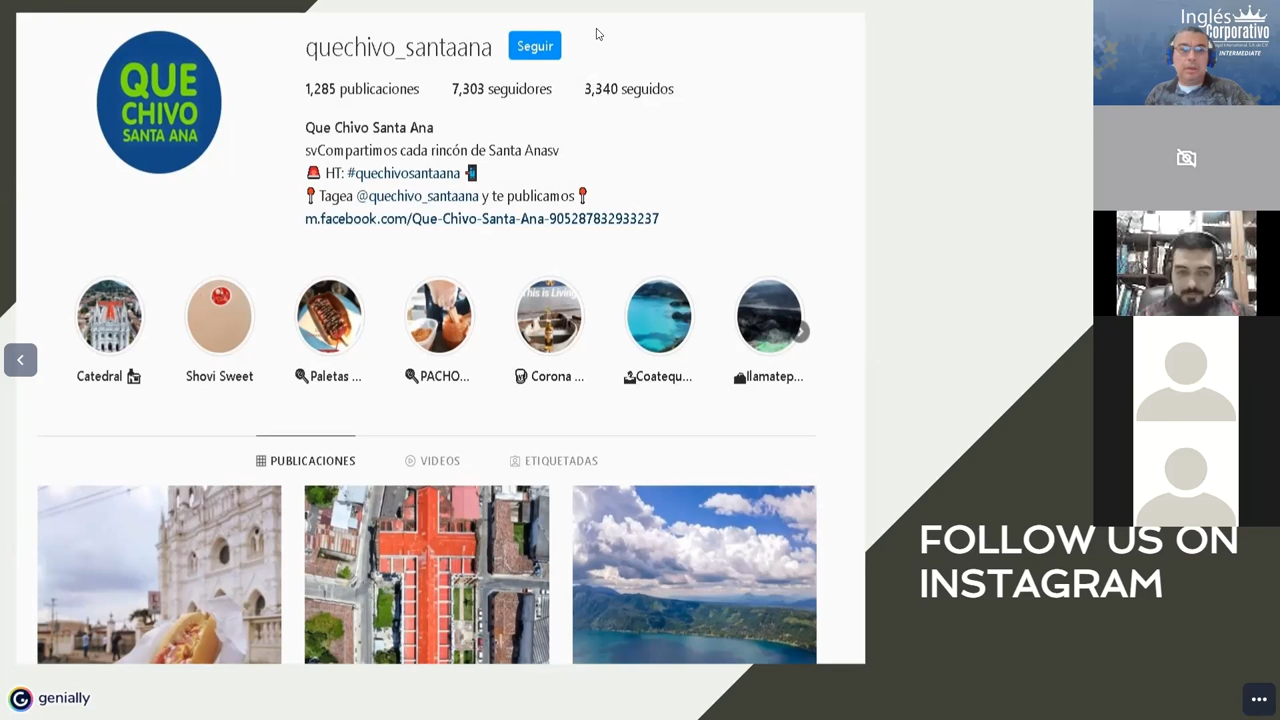 quechivo_santaana Seguir
1,285 publicaciones 7,303 seguidores 3,340 seguidos
Que Chivo Santa Ana
svCompartimos cada rincón de Santa Anasv
HT: #quechivosantaana
Tagea @quechivo_santaana y te publicamos
m.facebook.com/Que-Chivo-Santa-Ana-905287832933237
QUE
CHIVO
SANTA ANA
This is Living
Catedral Shovi Sweet Paletas ... PACHO... Corona ... Coatequ... Ilamatep...
PUBLICACIONES VIDEOS ETIQUETADAS
FOLLOW US ON
INSTAGRAM
genially
Inglés
Corporativo
INTERMEDIATE